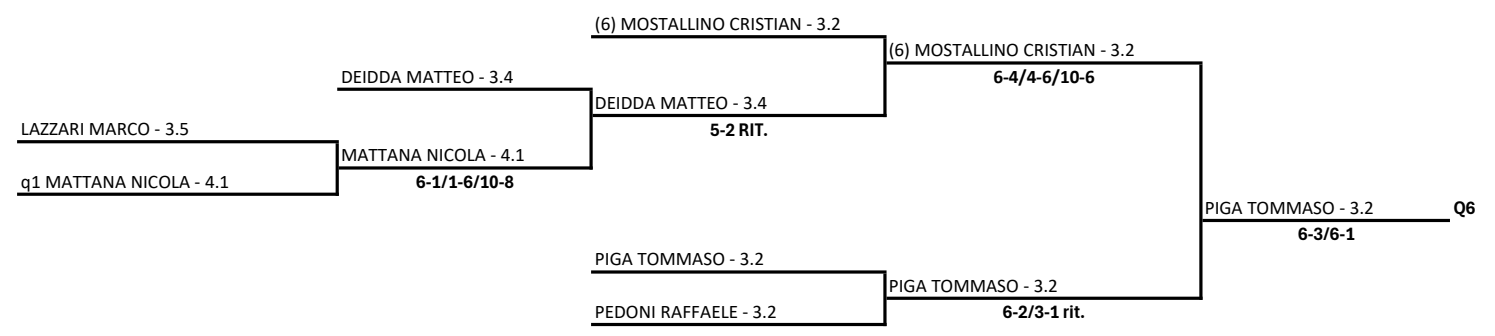 (6) MOSTALLINO CRISTIAN - 3.2
(6) MOSTALLINO CRISTIAN - 3.2
DEIDDA MATTEO - 3.4
6-4/4-6/10-6
DEIDDA MATTEO - 3.4
LAZZARI MARCO - 3.5
5-2 RIT.
MATTANA NICOLA - 4.1
q1 MATTANA NICOLA - 4.1
6-1/1-6/10-8
PIGA TOMMASO - 3.2
Q6
6-3/6-1
PIGA TOMMASO - 3.2
PIGA TOMMASO - 3.2
PEDONI RAFFAELE - 3.2
6-2/3-1 rit.